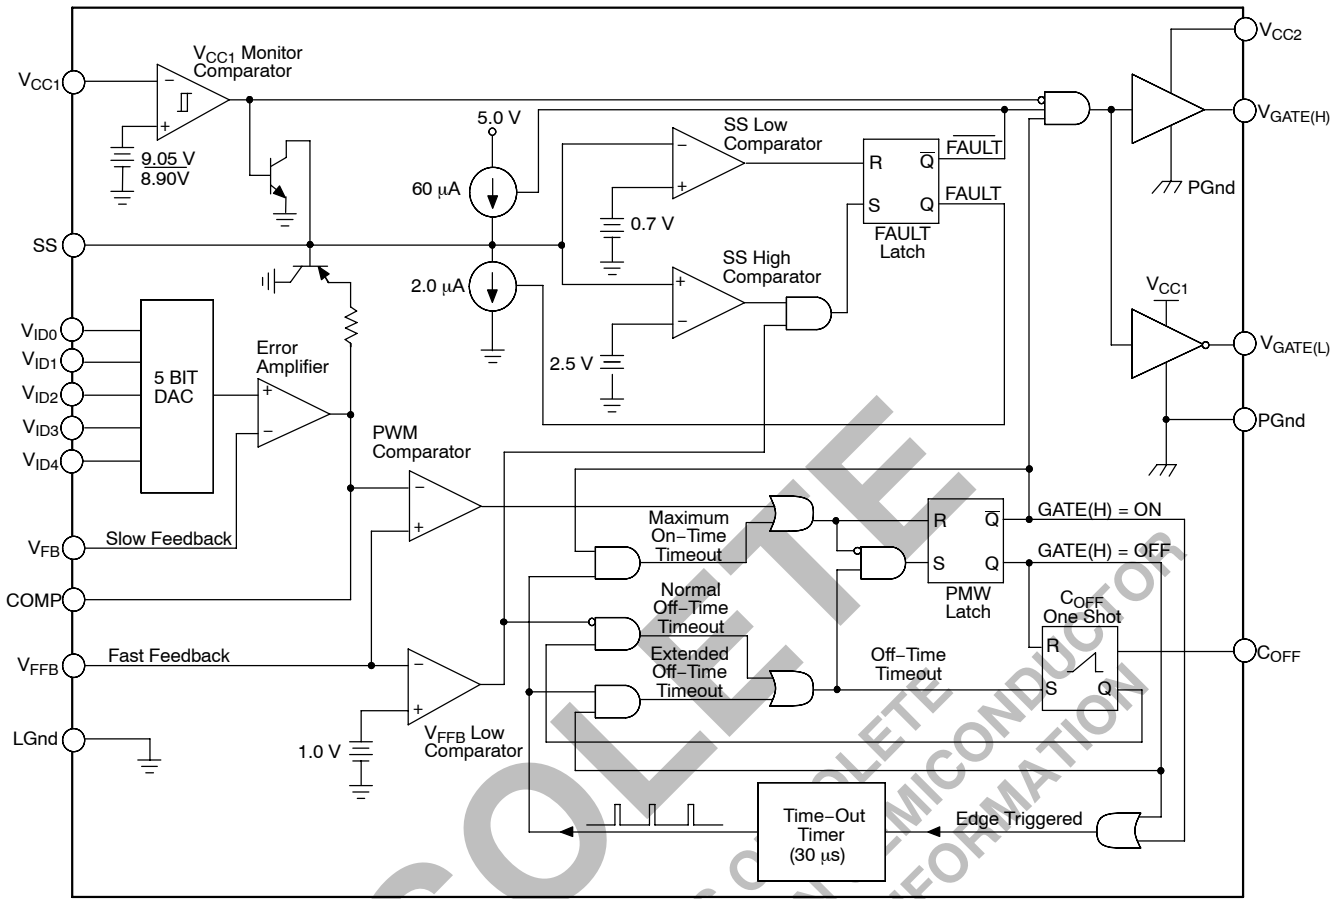 VCC1
VCC1 Monitor
Comparator
−
+
9.05 V
8.90V
5.0 V
60 μA
SS Low
Comparator
−
+
0.7 V
R
S
Q
Q
FAULT
FAULT
FAULT
Latch
VCC2
VGATE(H)
PGnd
SS
2.0 μA
SS High
Comparator
+
−
2.5 V
VCC1
VGATE(L)
PGnd
VID0
VID1
VID2
VID3
VID4
5 BIT
DAC
Error
Amplifier
+
−
PWM
Comparator
−
+
VFB
Slow Feedback
COMP
VFFB
Fast Feedback
−
+
VFFB Low
Comparator
1.0 V
LGnd
Maximum
On−Time
Timeout
Normal
Off−Time
Timeout
Extended
Off−Time
Timeout
R
S
Q
Q
PMW
Latch
GATE(H) = ON
GATE(H) = OFF
COFF
One Shot
R
S
Q
COFF
Off−Time
Timeout
Time−Out
Timer
(30 μs)
Edge Triggered
OLETE
OLETE
MICONDUCTOR
FORMATION